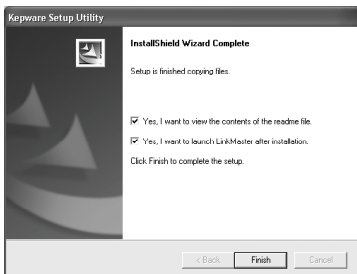 Kepware Setup Utility
InstallShield Wizard Complete
Setup is finished copying files.
Yes, I want to view the contents of the readme file.
Yes, I want to launch LinkMaster after installation.
Click Finish to complete the setup.
< Back Finish Cancel